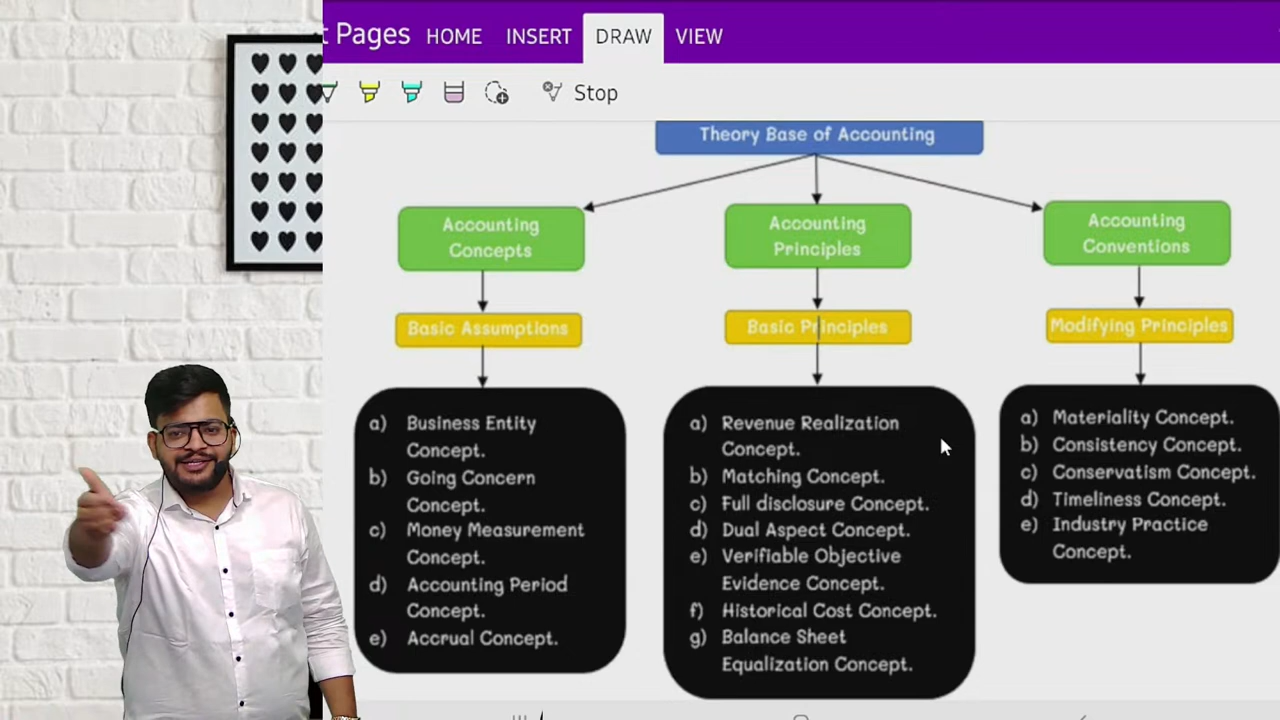 t Pages HOME INSERT DRAW VIEW
Stop
Theory Base of Accounting
Accounting
Concepts
Accounting
Principles
Accounting
Conventions
Basic Assumptions
Basic Principles
Modifying Principles
a) Business Entity
Concept.
b) Going Concern
Concept.
c) Money Measurement
Concept.
d) Accounting Period
Concept.
e) Accrual Concept.
a) Revenue Realization
Concept.
b) Matching Concept.
c) Full disclosure Concept.
d) Dual Aspect Concept.
e) Verifiable Objective
Evidence Concept.
f) Historical Cost Concept.
g) Balance Sheet
Equalization Concept.
a) Materiality Concept.
b) Consistency Concept.
c) Conservatism Concept.
d) Timeliness Concept.
e) Industry Practice
Concept.